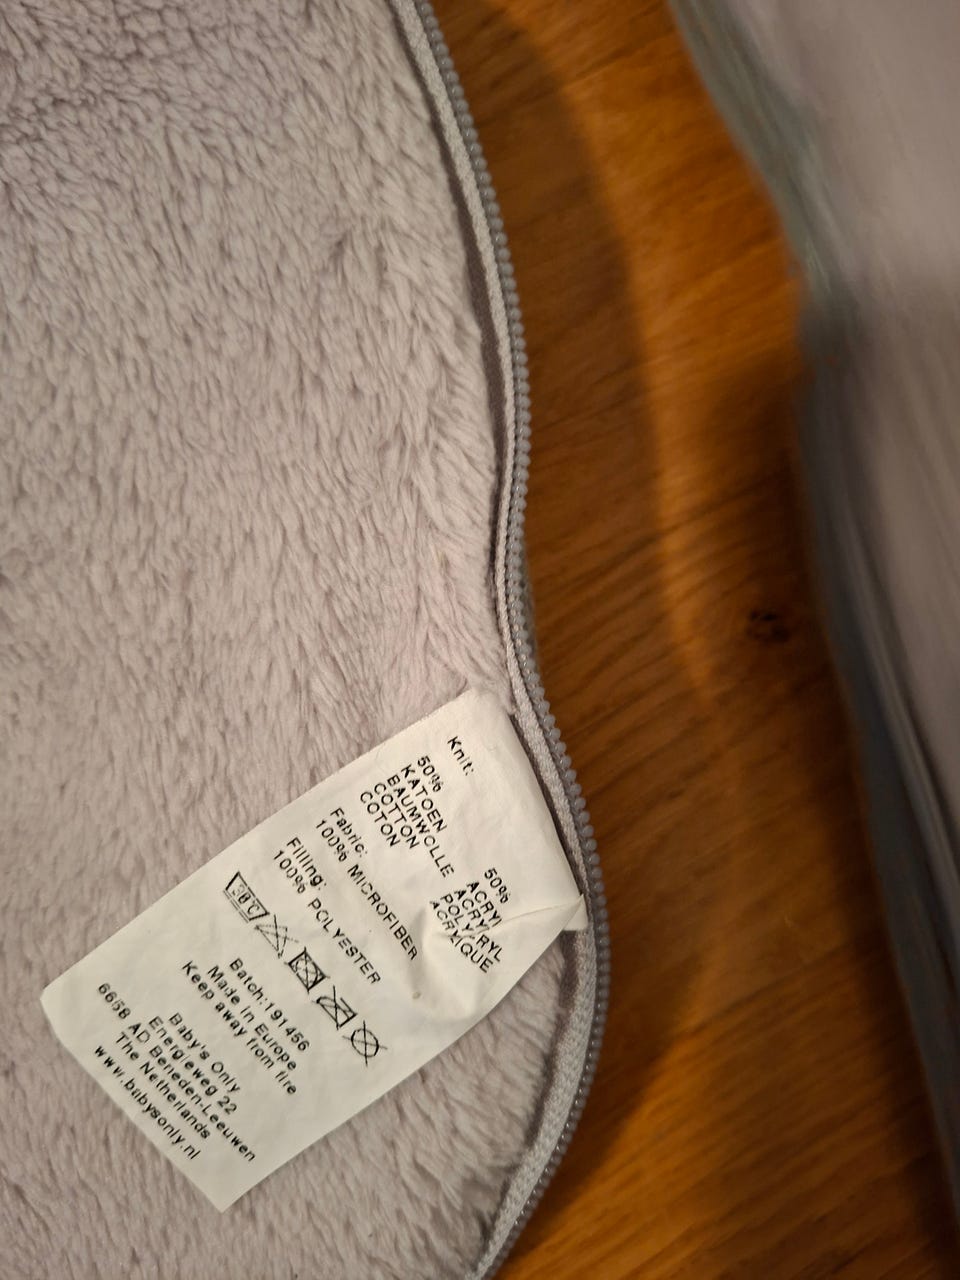 Knit:
50%
KATOEN
BAUMWOLLE
COTTON
COTON
50%
ACRYL
ACRYL
POLYACRYL
ACRYLIQUE
Fabric:
100% MICROFIBER
Filling:
100% POLYESTER
30°C
Batch:191456
Made in Europe
Keep away from fire
Baby's Only
Energieweg 22
6658 AD Beneden-Leeuwen
The Netherlands
www.babysonly.nl